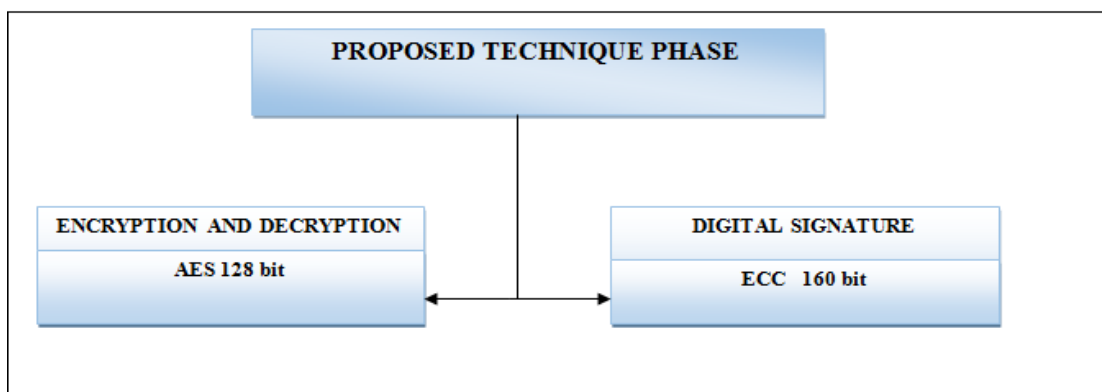 PROPOSED TECHNIQUE PHASE
ENCRYPTION AND DECRYPTION
AES 128 bit
DIGITAL SIGNATURE
ECC 160 bit